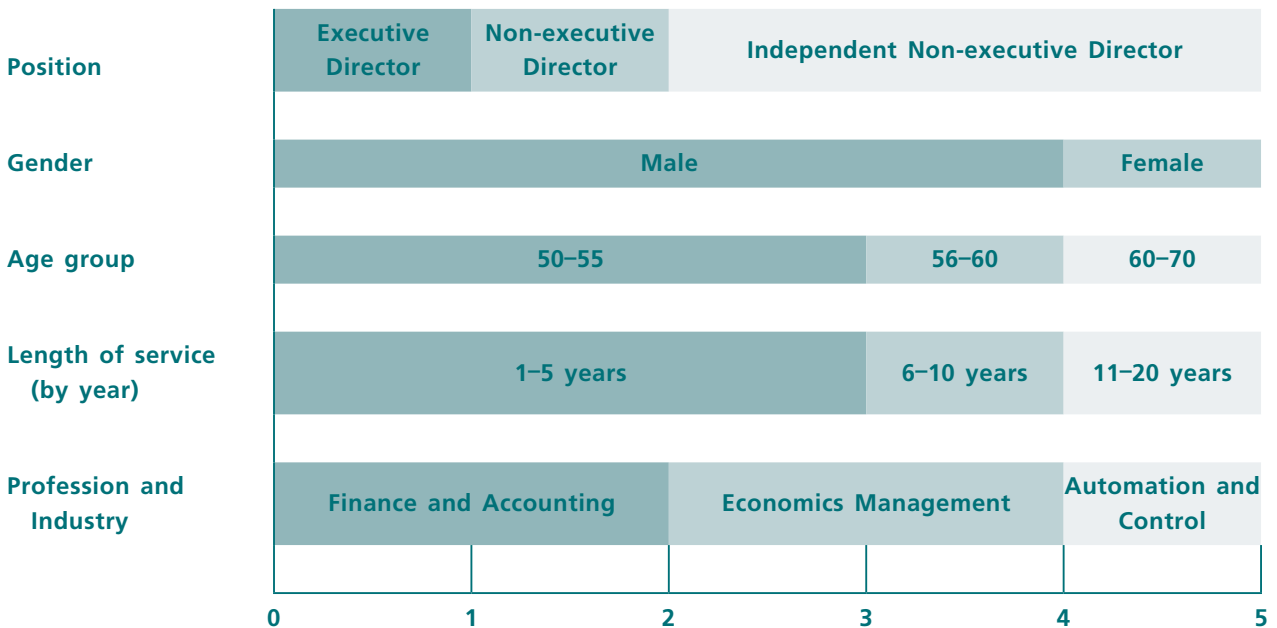 Position
Executive
Director
Non-executive
Director
Independent Non-executive Director
Gender
Male
Female
Age group
50–55
56–60
60–70
Length of service
(by year)
1–5 years
6–10 years
11–20 years
Profession and
Industry
Finance and Accounting
Economics Management
Automation and
Control
0
1
2
3
4
5